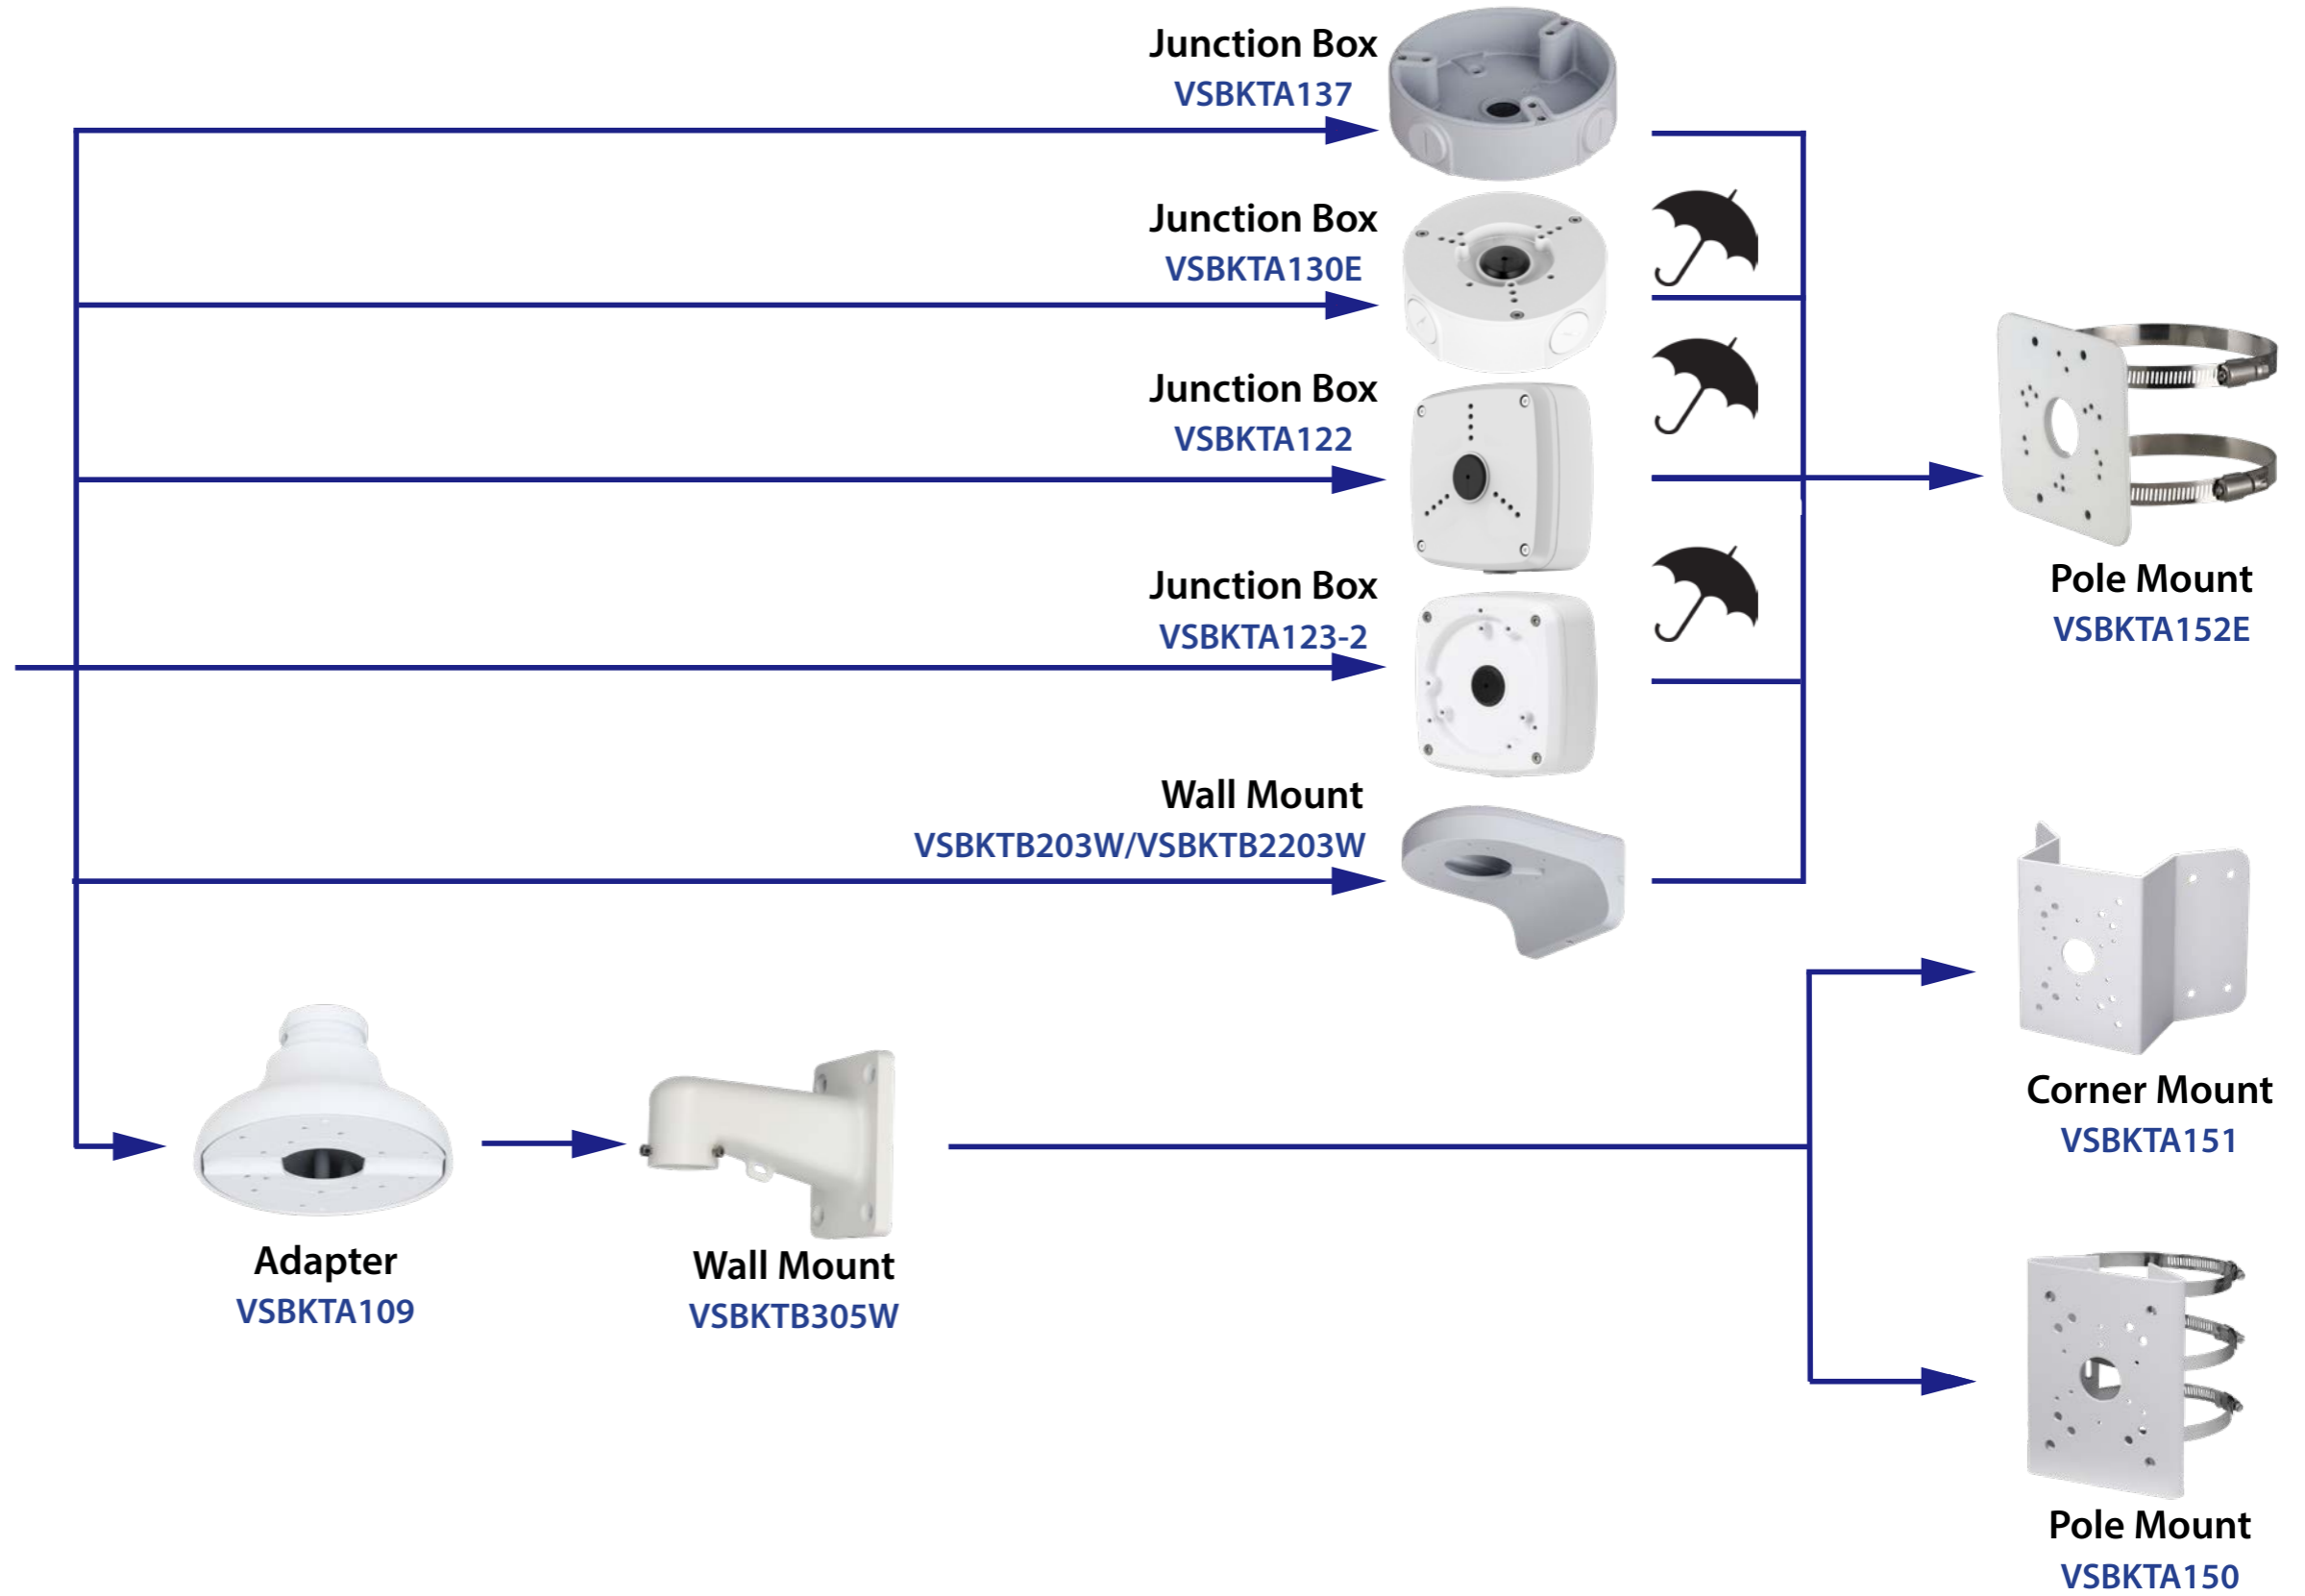 Junction Box
VSBKTA137
Junction Box
VSBKTA130E
Junction Box
VSBKTA122
Junction Box
VSBKTA123-2
Wall Mount
VSBKTB203W/VSBKTB2203W
Pole Mount
VSBKTA152E
Corner Mount
VSBKTA151
Adapter
VSBKTA109
Wall Mount
VSBKTB305W
Pole Mount
VSBKTA150